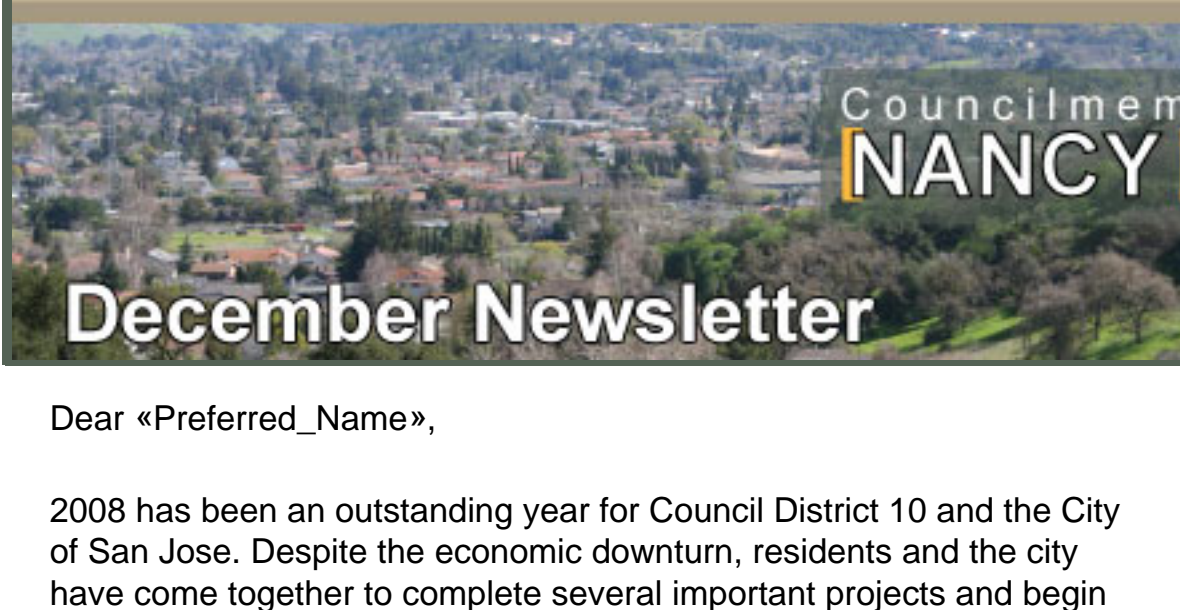 Councilmem
NANCY
December Newsletter
Dear «Preferred_Name»,
2008 has been an outstanding year for Council District 10 and the City
of San Jose. Despite the economic downturn, residents and the city
have come together to complete several important projects and begin